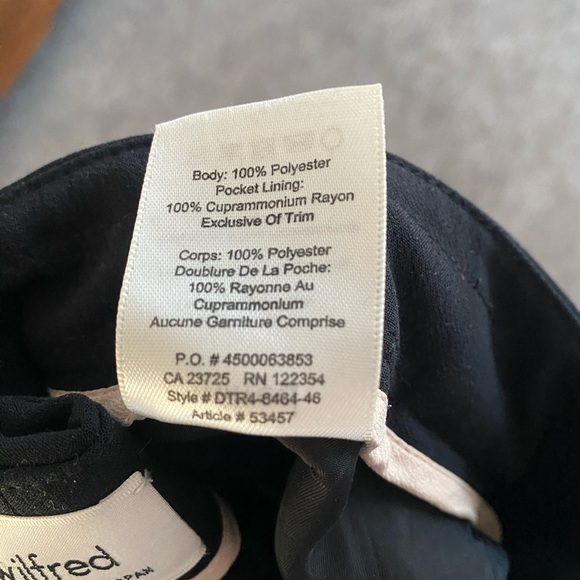 Body: 100% Polyester
Pocket Lining:
100% Cuprammonium Rayon
Exclusive Of Trim
Corps: 100% Polyester
Doublure De La Poche:
100% Rayonne Au
Cuprammonium
Aucune Garniture Comprise
P.O. # 4500063853
CA 23725 RN 122354
Style # DTR4-8464-46
Article # 53457
wilfred